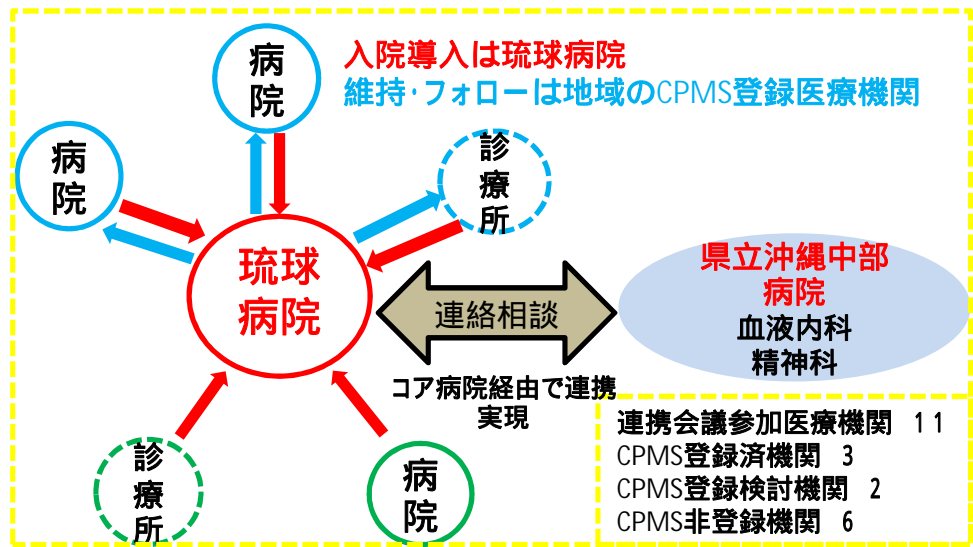 入院導入は琉球病院
維持・フォローは地域のCPMS登録医療機関
病
院
病
院
診
療
所
琉球
病院
連絡相談
県立沖縄中部
病院
血液内科
精神科
コア病院経由で連携
実現
診
療
所
病
院
連携会議参加医療機関 11
CPMS登録済機関 3
CPMS登録検討機関 2
CPMS非登録機関 6